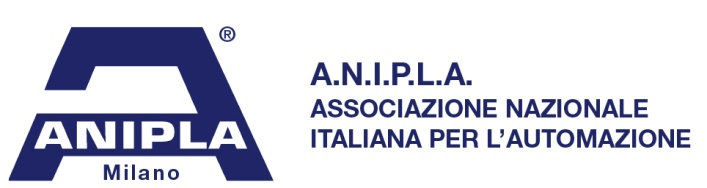 ®
ANIPLA
Milano
A.N.I.P.L.A.
ASSOCIAZIONE NAZIONALE
ITALIANA PER L'AUTOMAZIONE